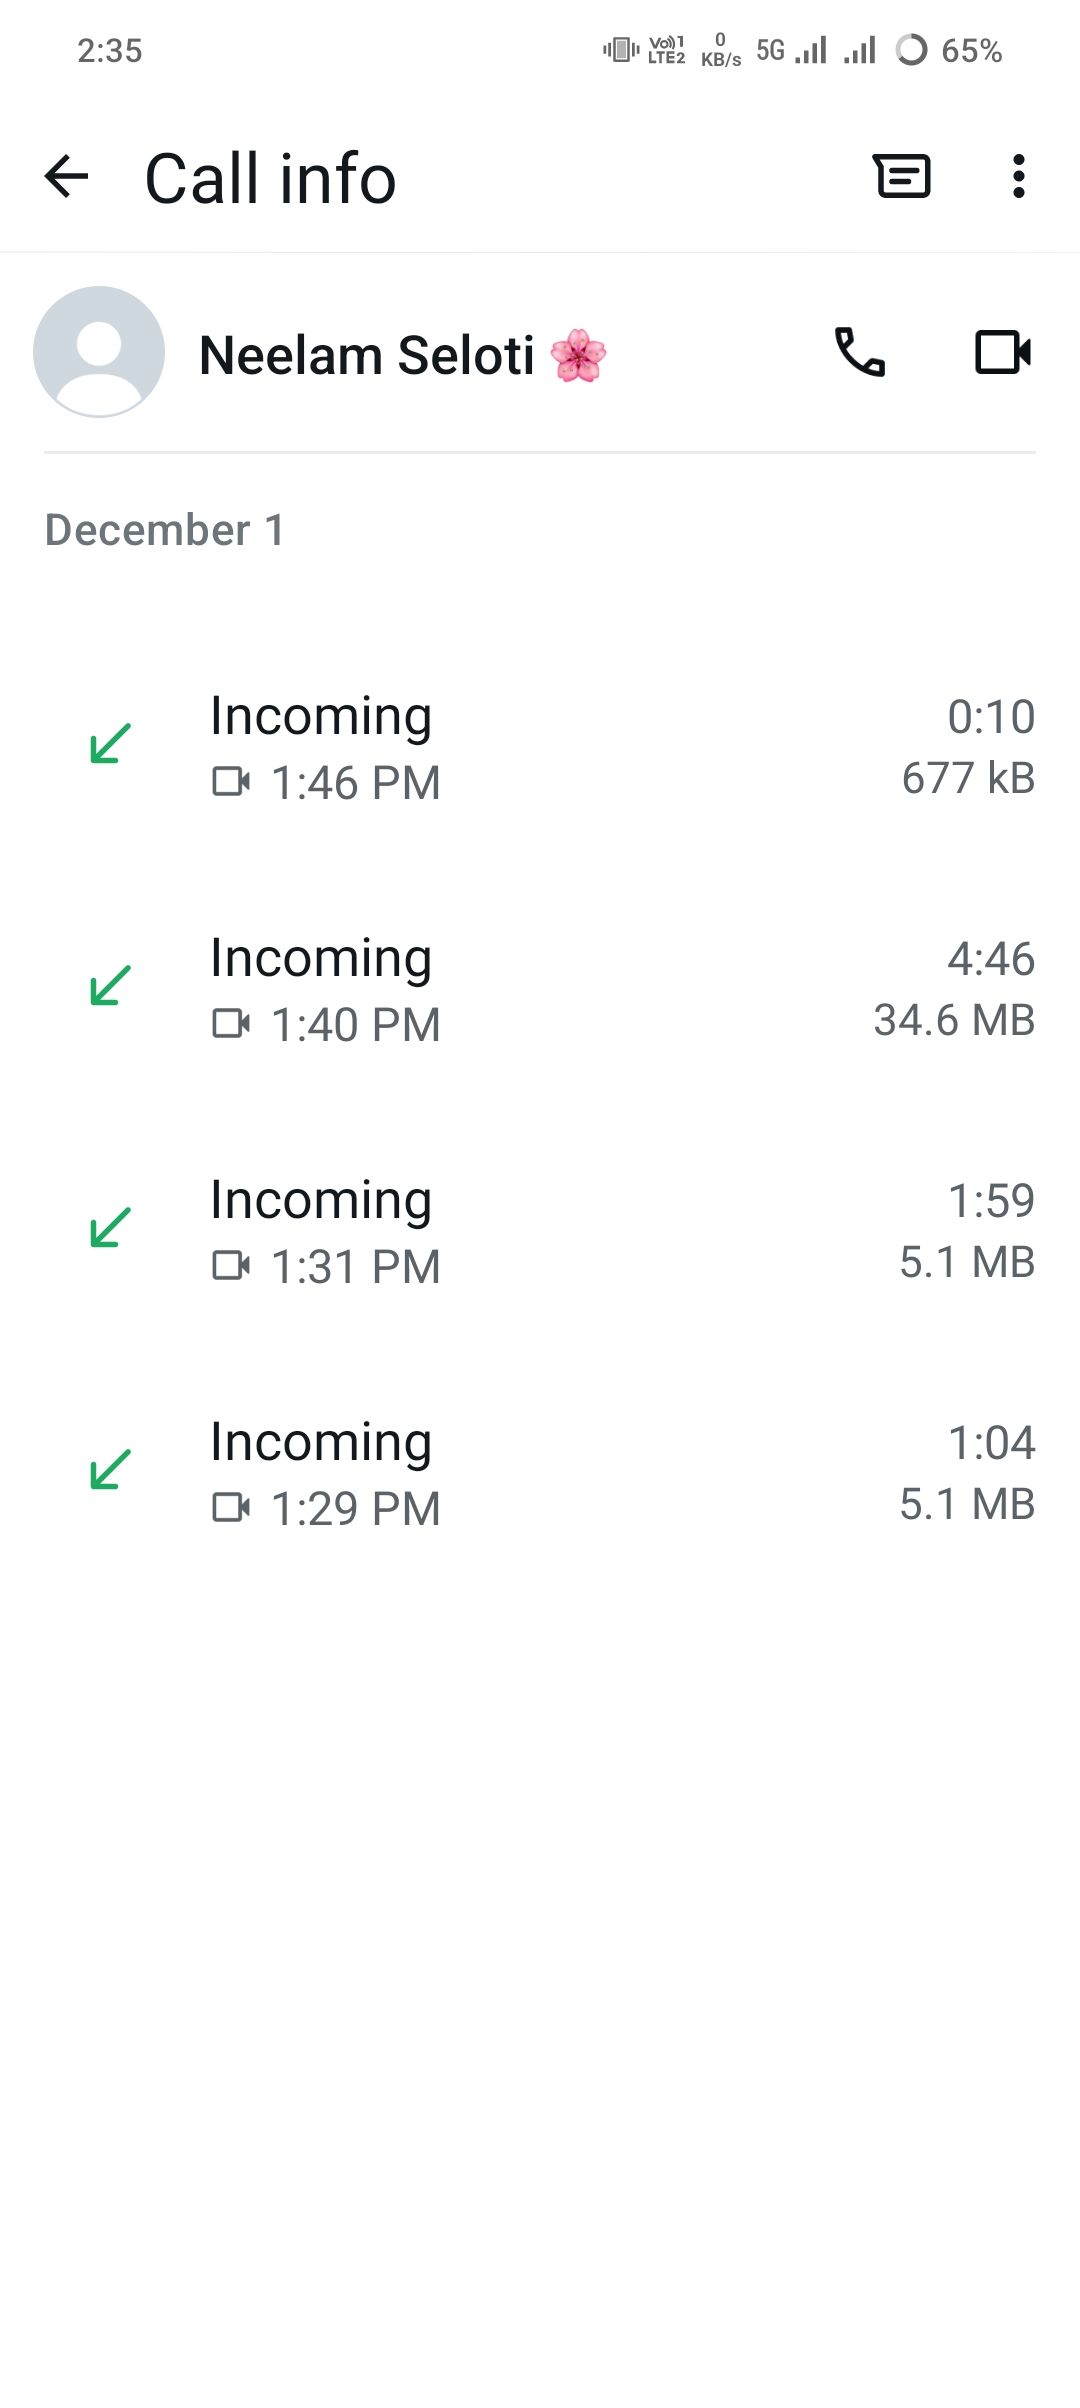 2:35 Vo))1 LTE2 0 KB/s 5G 65%
Call info
Neelam Seloti 🌸
December 1
Incoming 0:10
1:46 PM 677 kB
Incoming 4:46
1:40 PM 34.6 MB
Incoming 1:59
1:31 PM 5.1 MB
Incoming 1:04
1:29 PM 5.1 MB